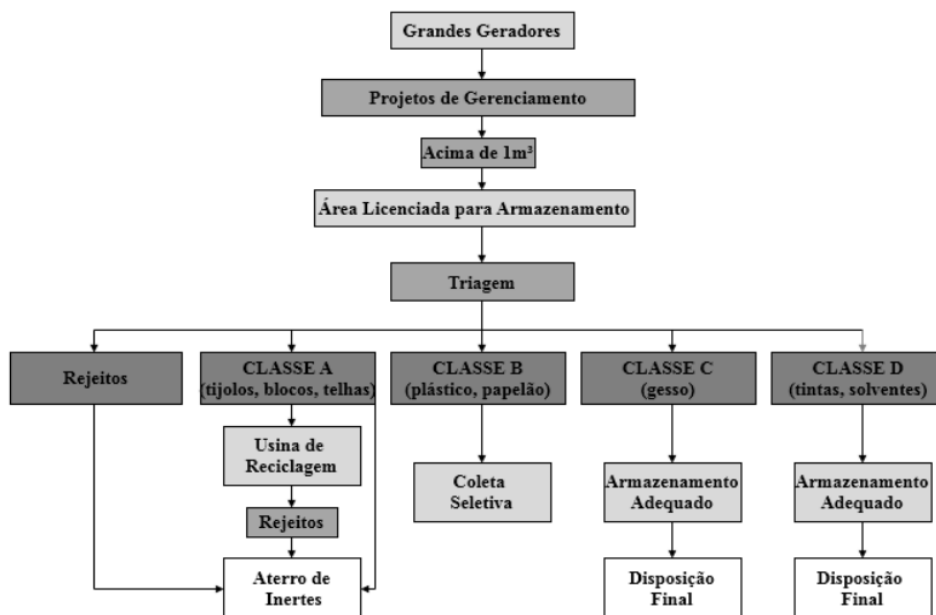 Grandes Geradores
Projetos de Gerenciamento
Acima de 1m³
Área Licenciada para Armazenamento
Triagem
Rejeitos
CLASSE A
(tijolos, blocos, telhas)
CLASSE B
(plástico, papelão)
CLASSE C
(gesso)
CLASSE D
(tintas, solventes)
Usina de
Reciclagem
Coleta
Seletiva
Armazenamento
Adequado
Armazenamento
Adequado
Rejeitos
Aterro de
Inertes
Disposição
Final
Disposição
Final